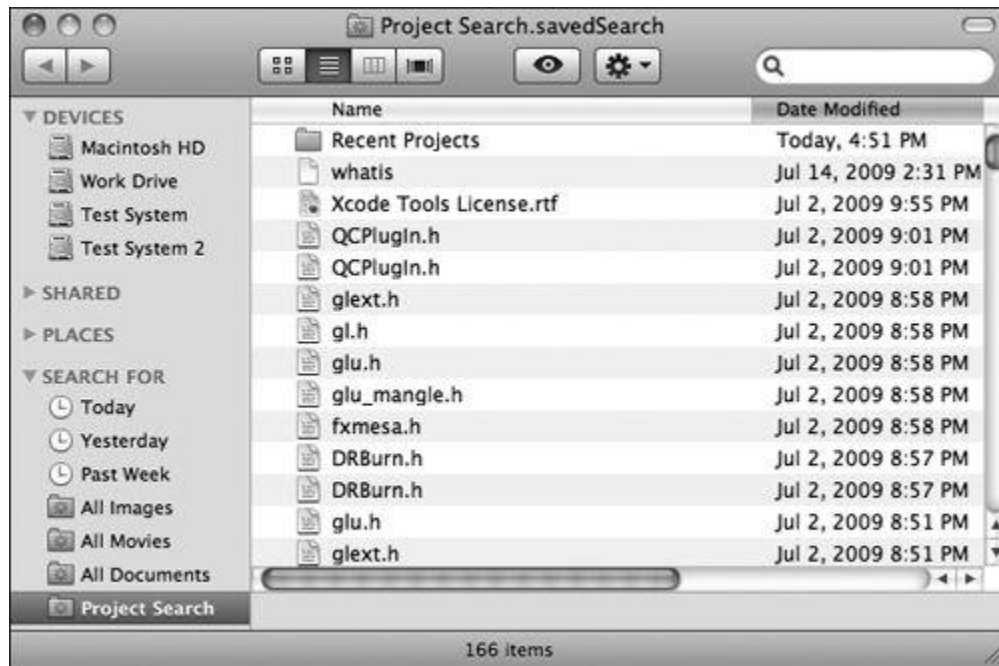 Project Search.savedSearch
Name Date Modified
DEVICES
Macintosh HD
Work Drive
Test System
Test System 2
SHARED
PLACES
SEARCH FOR
Today
Yesterday
Past Week
All Images
All Movies
All Documents
Project Search
Recent Projects Today, 4:51 PM
whatis Jul 14, 2009 2:31 PM
Xcode Tools License.rtf Jul 2, 2009 9:55 PM
QCPlugIn.h Jul 2, 2009 9:01 PM
QCPlugIn.h Jul 2, 2009 9:01 PM
glext.h Jul 2, 2009 8:58 PM
gl.h Jul 2, 2009 8:58 PM
glu.h Jul 2, 2009 8:58 PM
glu_mangle.h Jul 2, 2009 8:58 PM
fxmesa.h Jul 2, 2009 8:58 PM
DRBurn.h Jul 2, 2009 8:57 PM
DRBurn.h Jul 2, 2009 8:57 PM
glu.h Jul 2, 2009 8:51 PM
glext.h Jul 2, 2009 8:51 PM
166 items